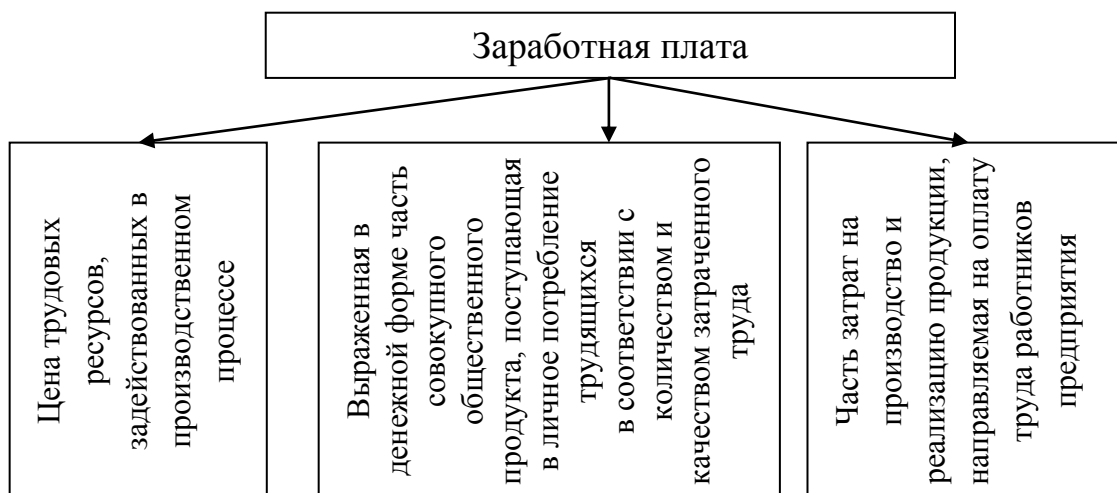 Заработная плата
Цена трудовых
ресурсов,
задействованных в
производственном
процессе
Выраженная в
денежной форме часть
совокупного
общественного
продукта, поступающая
в личное потребление
трудящихся
в соответствии с
количеством и
качеством затраченного
труда
Часть затрат на
производство и
реализацию продукции,
направляемая на оплату
труда работников
предприятия